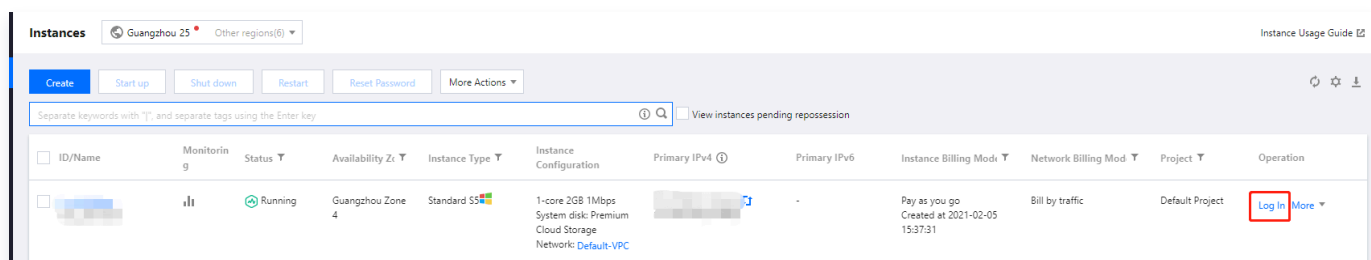 Instances
Guangzhou 25
Other regions(6)
Instance Usage Guide
Create
Start up
Shut down
Restart
Reset Password
More Actions
Separate keywords with "|", and separate tags using the Enter key
View instances pending repossession
ID/Name
Monitorin
g
Status
Availability Zo
Instance Type
Instance
Configuration
Primary IPv4
Primary IPv6
Instance Billing Mode
Network Billing Mod
Project
Operation
Running
Guangzhou Zone
4
Standard S5
1-core 2GB 1Mbps
System disk: Premium
Cloud Storage
Network: Default-VPC
-
Pay as you go
Created at 2021-02-05
15:37:31
Bill by traffic
Default Project
Log In
More